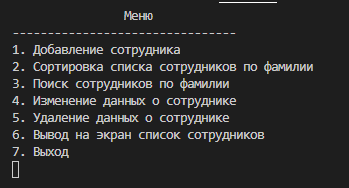 Меню
--------------------------------
1. Добавление сотрудника
2. Сортировка списка сотрудников по фамилии
3. Поиск сотрудников по фамилии
4. Изменение данных о сотруднике
5. Удаление данных о сотруднике
6. Вывод на экран список сотрудников
7. Выход